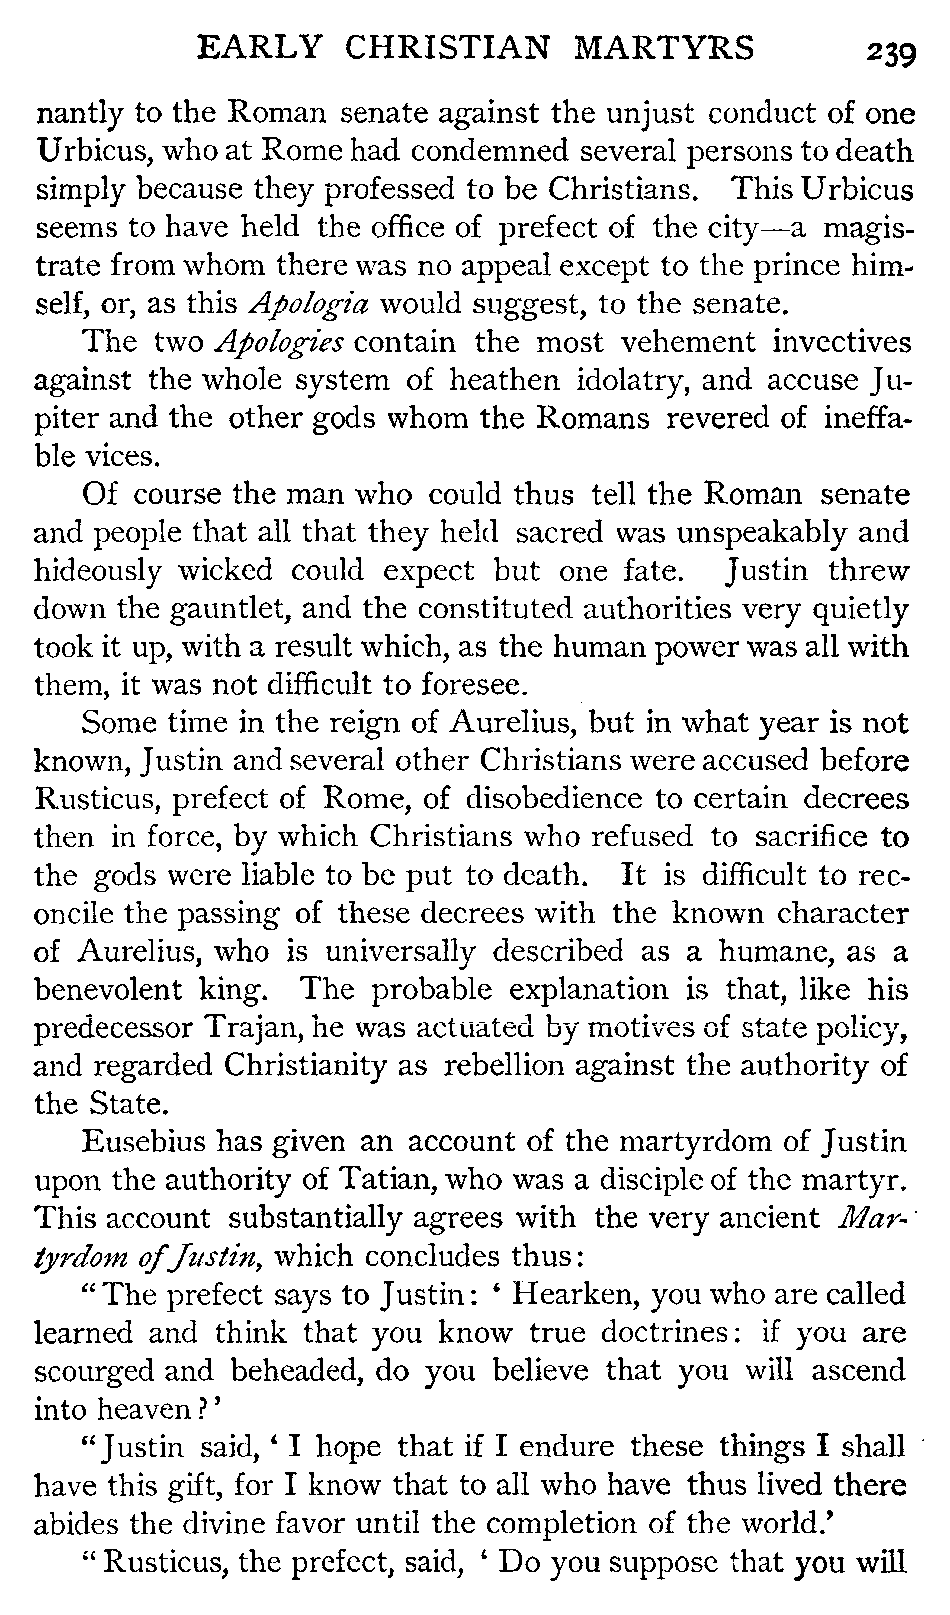 EARLY CHRISTIAN MARTYRS 239
nantly to the Roman senate against the unjust conduct of one
Urbicus, who at Rome had condemned several persons to death
simply because they professed to be Christians. This Urbicus
seems to have held the office of prefect of the city—a magis-
trate from whom there was no appeal except to the prince him-
self, or, as this Apologia would suggest, to the senate.
The two Apologies contain the most vehement invectives
against the whole system of heathen idolatry, and accuse Ju-
piter and the other gods whom the Romans revered of ineffa-
ble vices.
Of course the man who could thus tell the Roman senate
and people that all that they held sacred was unspeakably and
hideously wicked could expect but one fate. Justin threw
down the gauntlet, and the constituted authorities very quietly
took it up, with a result which, as the human power was all with
them, it was not difficult to foresee.
Some time in the reign of Aurelius, but in what year is not
known, Justin and several other Christians were accused before
Rusticus, prefect of Rome, of disobedience to certain decrees
then in force, by which Christians who refused to sacrifice to
the gods were liable to be put to death. It is difficult to rec-
oncile the passing of these decrees with the known character
of Aurelius, who is universally described as a humane, as a
benevolent king. The probable explanation is that, like his
predecessor Trajan, he was actuated by motives of state policy,
and regarded Christianity as rebellion against the authority of
the State.
Eusebius has given an account of the martyrdom of Justin
upon the authority of Tatian, who was a disciple of the martyr.
This account substantially agrees with the very ancient Mar-
tyrdom of Justin, which concludes thus:
"The prefect says to Justin: ‘Hearken, you who are called
learned and think that you know true doctrines: if you are
scourged and beheaded, do you believe that you will ascend
into heaven?’
"Justin said, ‘I hope that if I endure these things I shall
have this gift, for I know that to all who have thus lived there
abides the divine favor until the completion of the world.’
"Rusticus, the prefect, said, ‘Do you suppose that you will